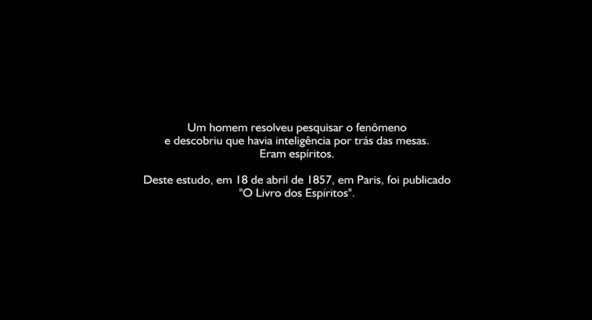 Um homem resolveu pesquisar o fenômeno
e descobriu que havia inteligência por trás das mesas.
Eram espíritos.
Deste estudo, em 18 de abril de 1857, em Paris, foi publicado
"O Livro dos Espíritos".